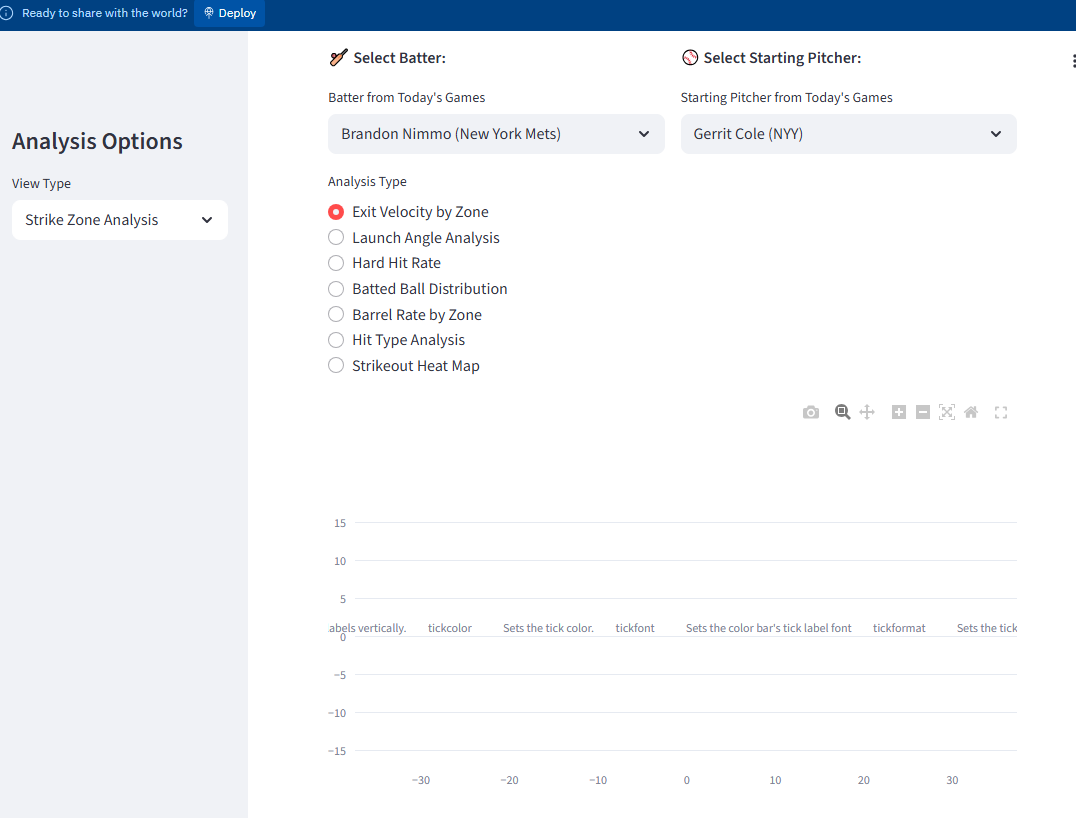 Ready to share with the world? Deploy
Select Batter:
Select Starting Pitcher:
Analysis Options
Batter from Today's Games
Starting Pitcher from Today's Games
Brandon Nimmo (New York Mets)
Gerrit Cole (NYY)
View Type
Analysis Type
Strike Zone Analysis
Exit Velocity by Zone
Launch Angle Analysis
Hard Hit Rate
Batted Ball Distribution
Barrel Rate by Zone
Hit Type Analysis
Strikeout Heat Map
15
10
5
abels vertically. tickcolor Sets the tick color. tickfont Sets the color bar's tick label font tickformat Sets the tick
0
−5
−10
−15
−30 −20 −10 0 10 20 30